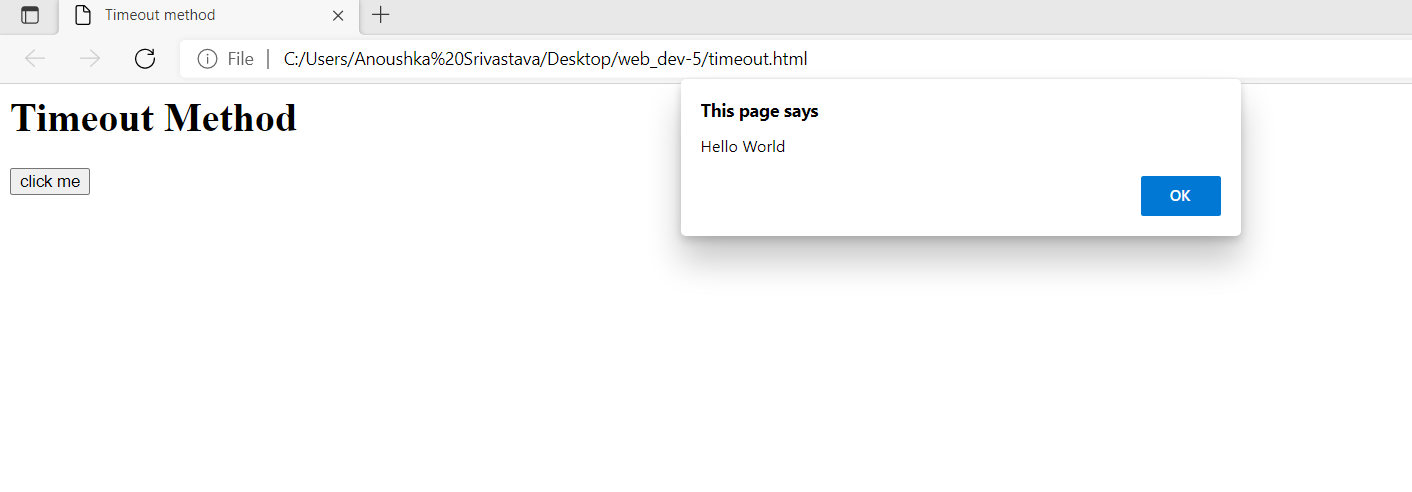 Timeout method
File | C:/Users/Anoushka%20Srivastava/Desktop/web_dev-5/timeout.html
Timeout Method
click me
This page says
Hello World
OK